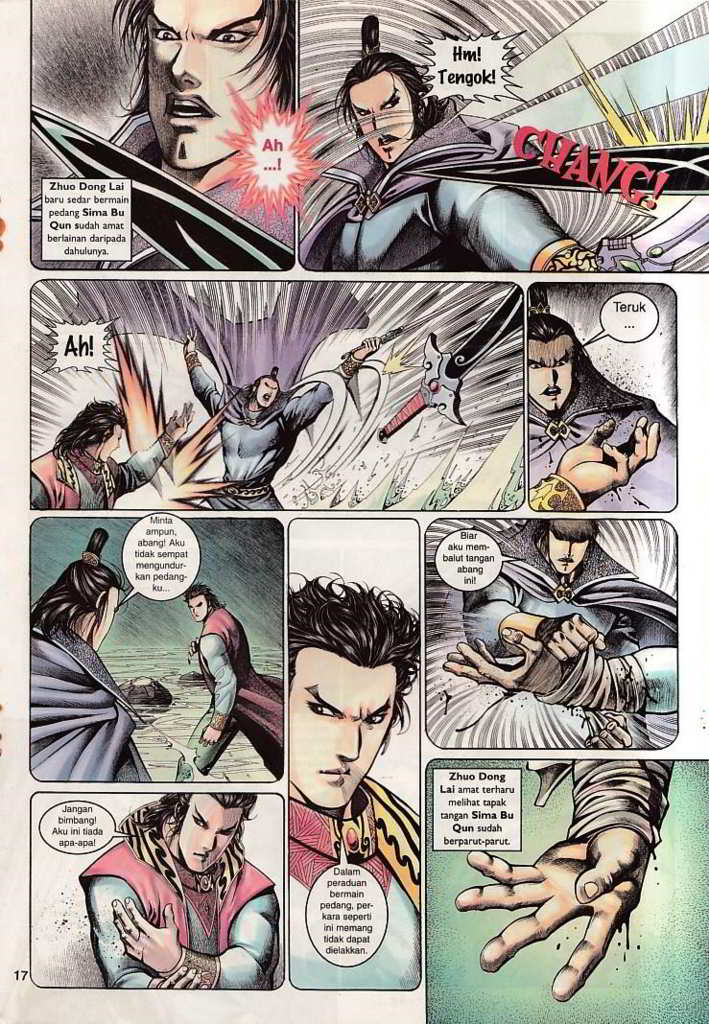 Ah
...!
Zhuo Dong Lai
baru sedar bermain
pedang Sima Bu
Qun sudah amat
berlainan daripada
dahulunya.
Hm!
Tengok!
CHANG!
Ah!
Teruk
...
Minta
ampun,
abang! Aku
tidak sempat
mengundur-
kan pedang-
ku...
Biar
aku mem-
balut tangan
abang
ini!
Jangan
bimbang!
Aku ini tiada
apa-apa!
Dalam
peraduan
bermain
pedang, per-
kara seperti
ini memang
tidak dapat
dielakkan.
Zhuo Dong
Lai amat terharu
melihat tapak
tangan Sima Bu
Qun sudah
berparut-parut.
17